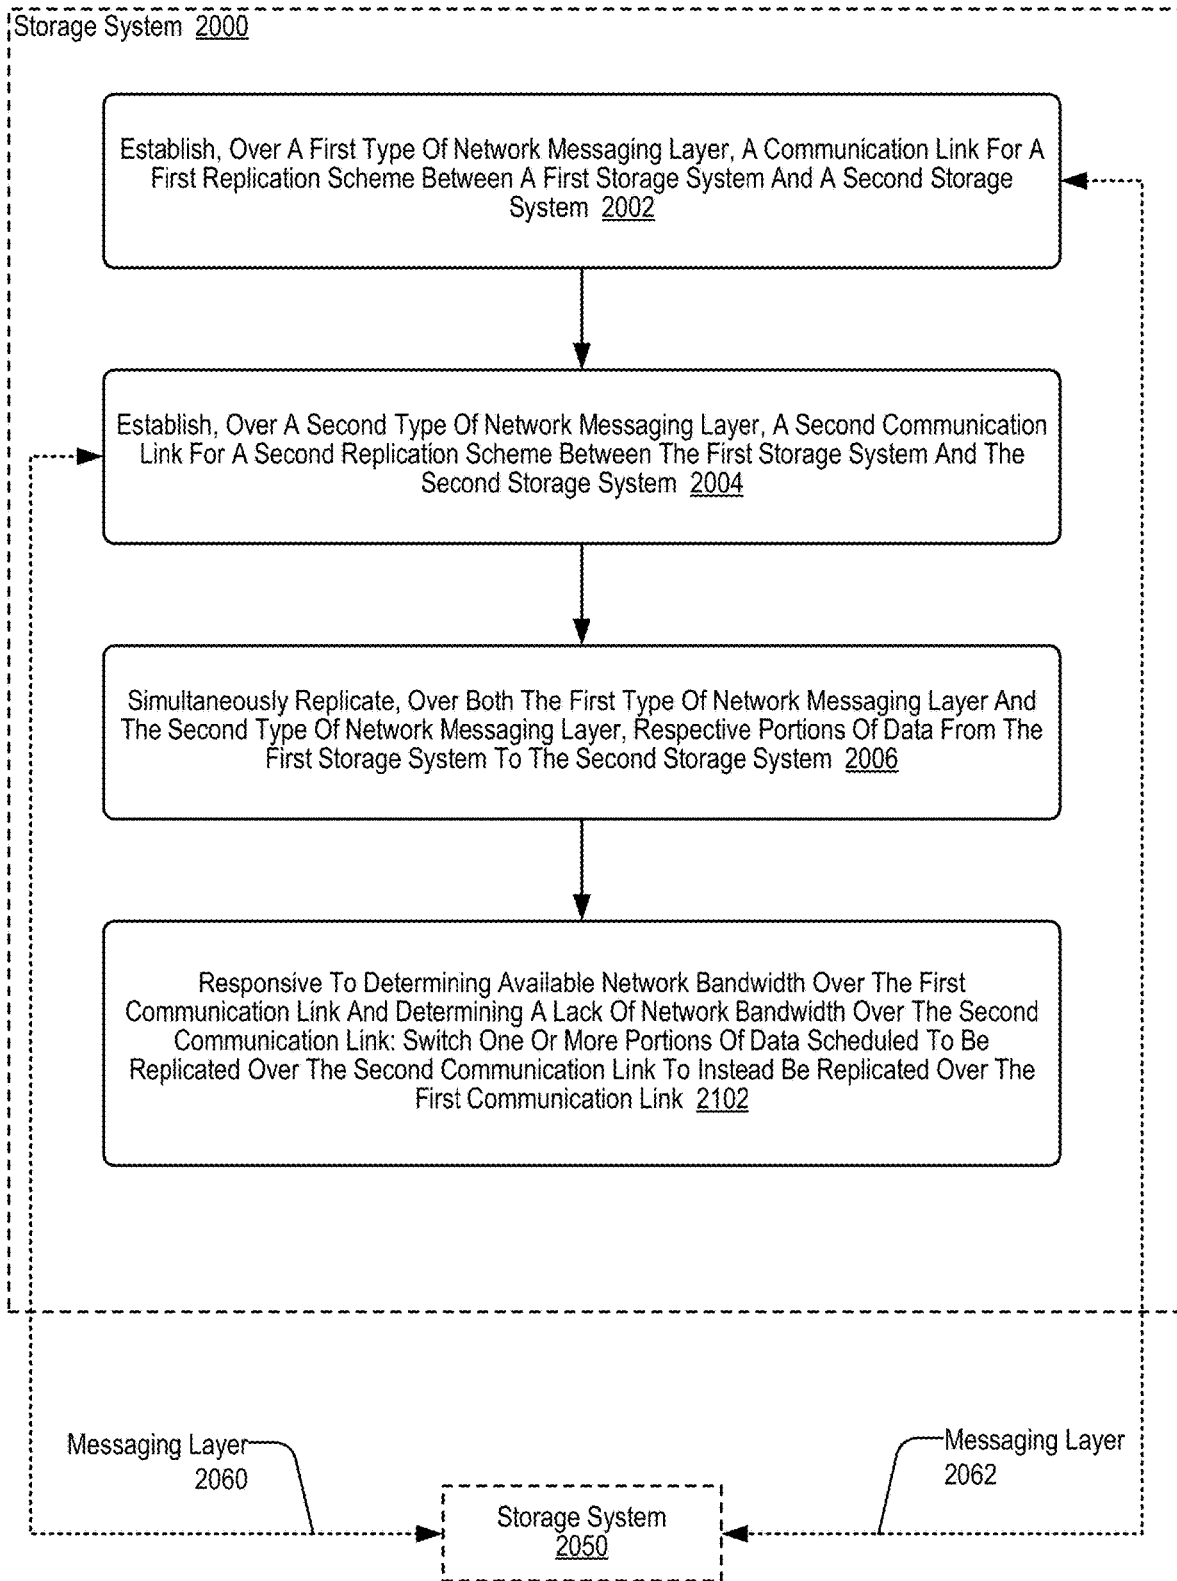 Storage System 2000
Establish, Over A First Type Of Network Messaging Layer, A Communication Link For A
First Replication Scheme Between A First Storage System And A Second Storage
System 2002
Establish, Over A Second Type Of Network Messaging Layer, A Second Communication
Link For A Second Replication Scheme Between The First Storage System And The
Second Storage System 2004
Simultaneously Replicate, Over Both The First Type Of Network Messaging Layer And
The Second Type Of Network Messaging Layer, Respective Portions Of Data From The
First Storage System To The Second Storage System 2006
Responsive To Determining Available Network Bandwidth Over The First
Communication Link And Determining A Lack Of Network Bandwidth Over The Second
Communication Link: Switch One Or More Portions Of Data Scheduled To Be
Replicated Over The Second Communication Link To Instead Be Replicated Over The
First Communication Link 2102
Messaging Layer
2060
Messaging Layer
2062
Storage System
2050